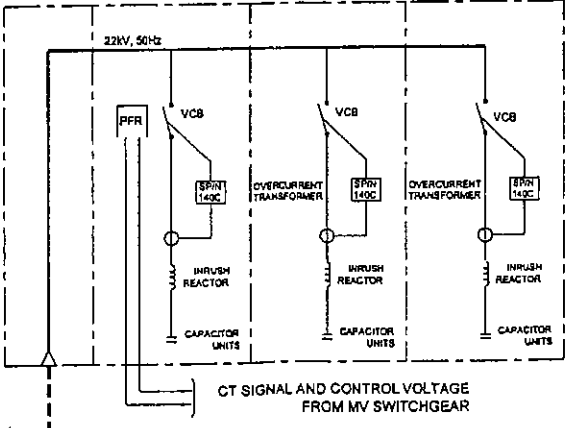 22kV, 50Hz
PFR
VCB
VCB
VCB
SPIN
140C
OVERCURRENT
TRANSFORMER
SPIN
140C
OVERCURRENT
TRANSFORMER
SPIN
140C
INRUSH
REACTOR
INRUSH
REACTOR
INRUSH
REACTOR
CAPACITOR
UNITS
CAPACITOR
UNITS
CAPACITOR
UNITS
CT SIGNAL AND CONTROL VOLTAGE
FROM MV SWITCHGEAR